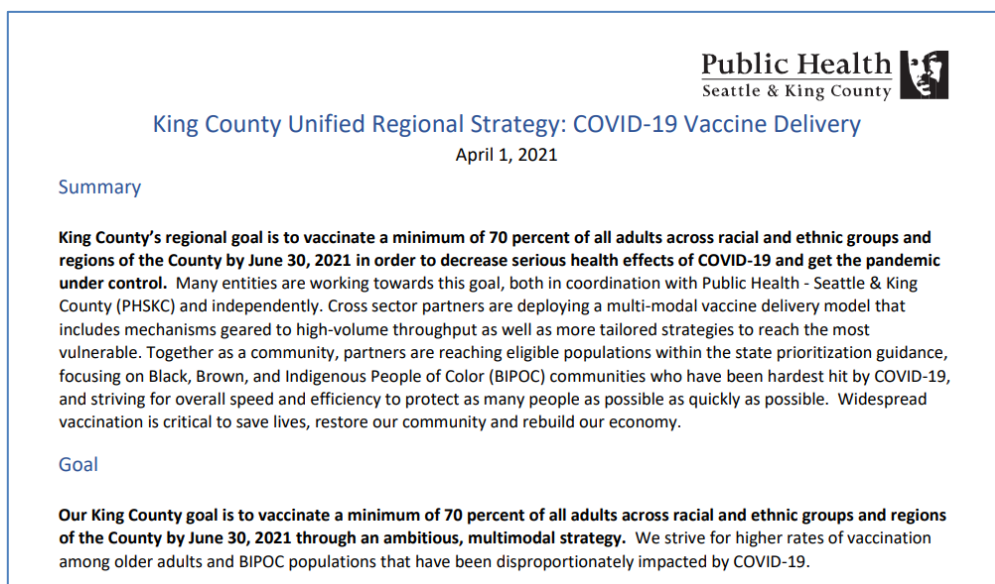 Public Health
Seattle & King County
King County Unified Regional Strategy: COVID-19 Vaccine Delivery
April 1, 2021
Summary
King County's regional goal is to vaccinate a minimum of 70 percent of all adults across racial and ethnic groups and
regions of the County by June 30, 2021 in order to decrease serious health effects of COVID-19 and get the pandemic
under control. Many entities are working towards this goal, both in coordination with Public Health - Seattle & King
County (PHSKC) and independently. Cross sector partners are deploying a multi-modal vaccine delivery model that
includes mechanisms geared to high-volume throughput as well as more tailored strategies to reach the most
vulnerable. Together as a community, partners are reaching eligible populations within the state prioritization guidance,
focusing on Black, Brown, and Indigenous People of Color (BIPOC) communities who have been hardest hit by COVID-19,
and striving for overall speed and efficiency to protect as many people as possible as quickly as possible. Widespread
vaccination is critical to save lives, restore our community and rebuild our economy.
Goal
Our King County goal is to vaccinate a minimum of 70 percent of all adults across racial and ethnic groups and regions
of the County by June 30, 2021 through an ambitious, multimodal strategy. We strive for higher rates of vaccination
among older adults and BIPOC populations that have been disproportionately impacted by COVID-19.